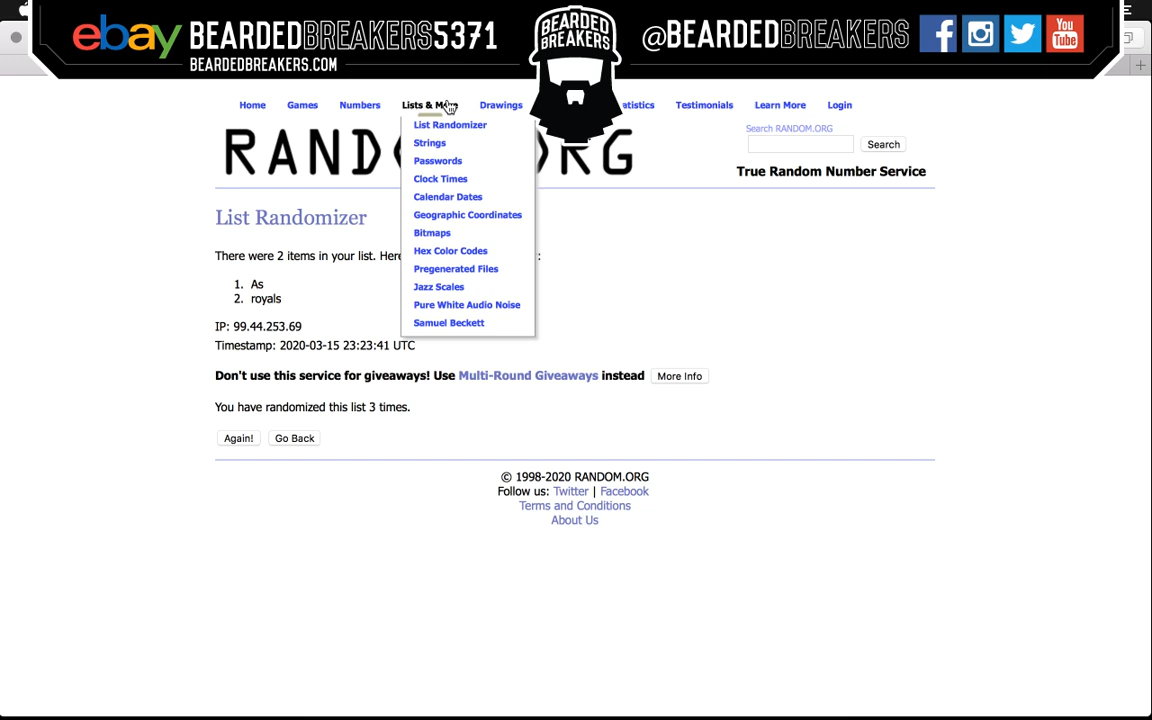 ebay BEARDEDBREAKERS5371
BEARDEDBREAKERS.COM
BEARDED
BREAKERS
@BEARDEDBREAKERS
You
Tube
Home Games Numbers Lists & Drawings Testimonials Learn More Login
List Randomizer
Strings
Passwords
Clock Times
Calendar Dates
Geographic Coordinates
Bitmaps
Hex Color Codes
Pregenerated Files
Jazz Scales
Pure White Audio Noise
Samuel Beckett
Search RANDOM.ORG
Search
True Random Number Service
List Randomizer
There were 2 items in your list. Here
1. As
2. royals
IP: 99.44.253.69
Timestamp: 2020-03-15 23:23:41 UTC
Don't use this service for giveaways! Use Multi-Round Giveaways instead More Info
You have randomized this list 3 times.
Again! Go Back
© 1998-2020 RANDOM.ORG
Follow us: Twitter | Facebook
Terms and Conditions
About Us